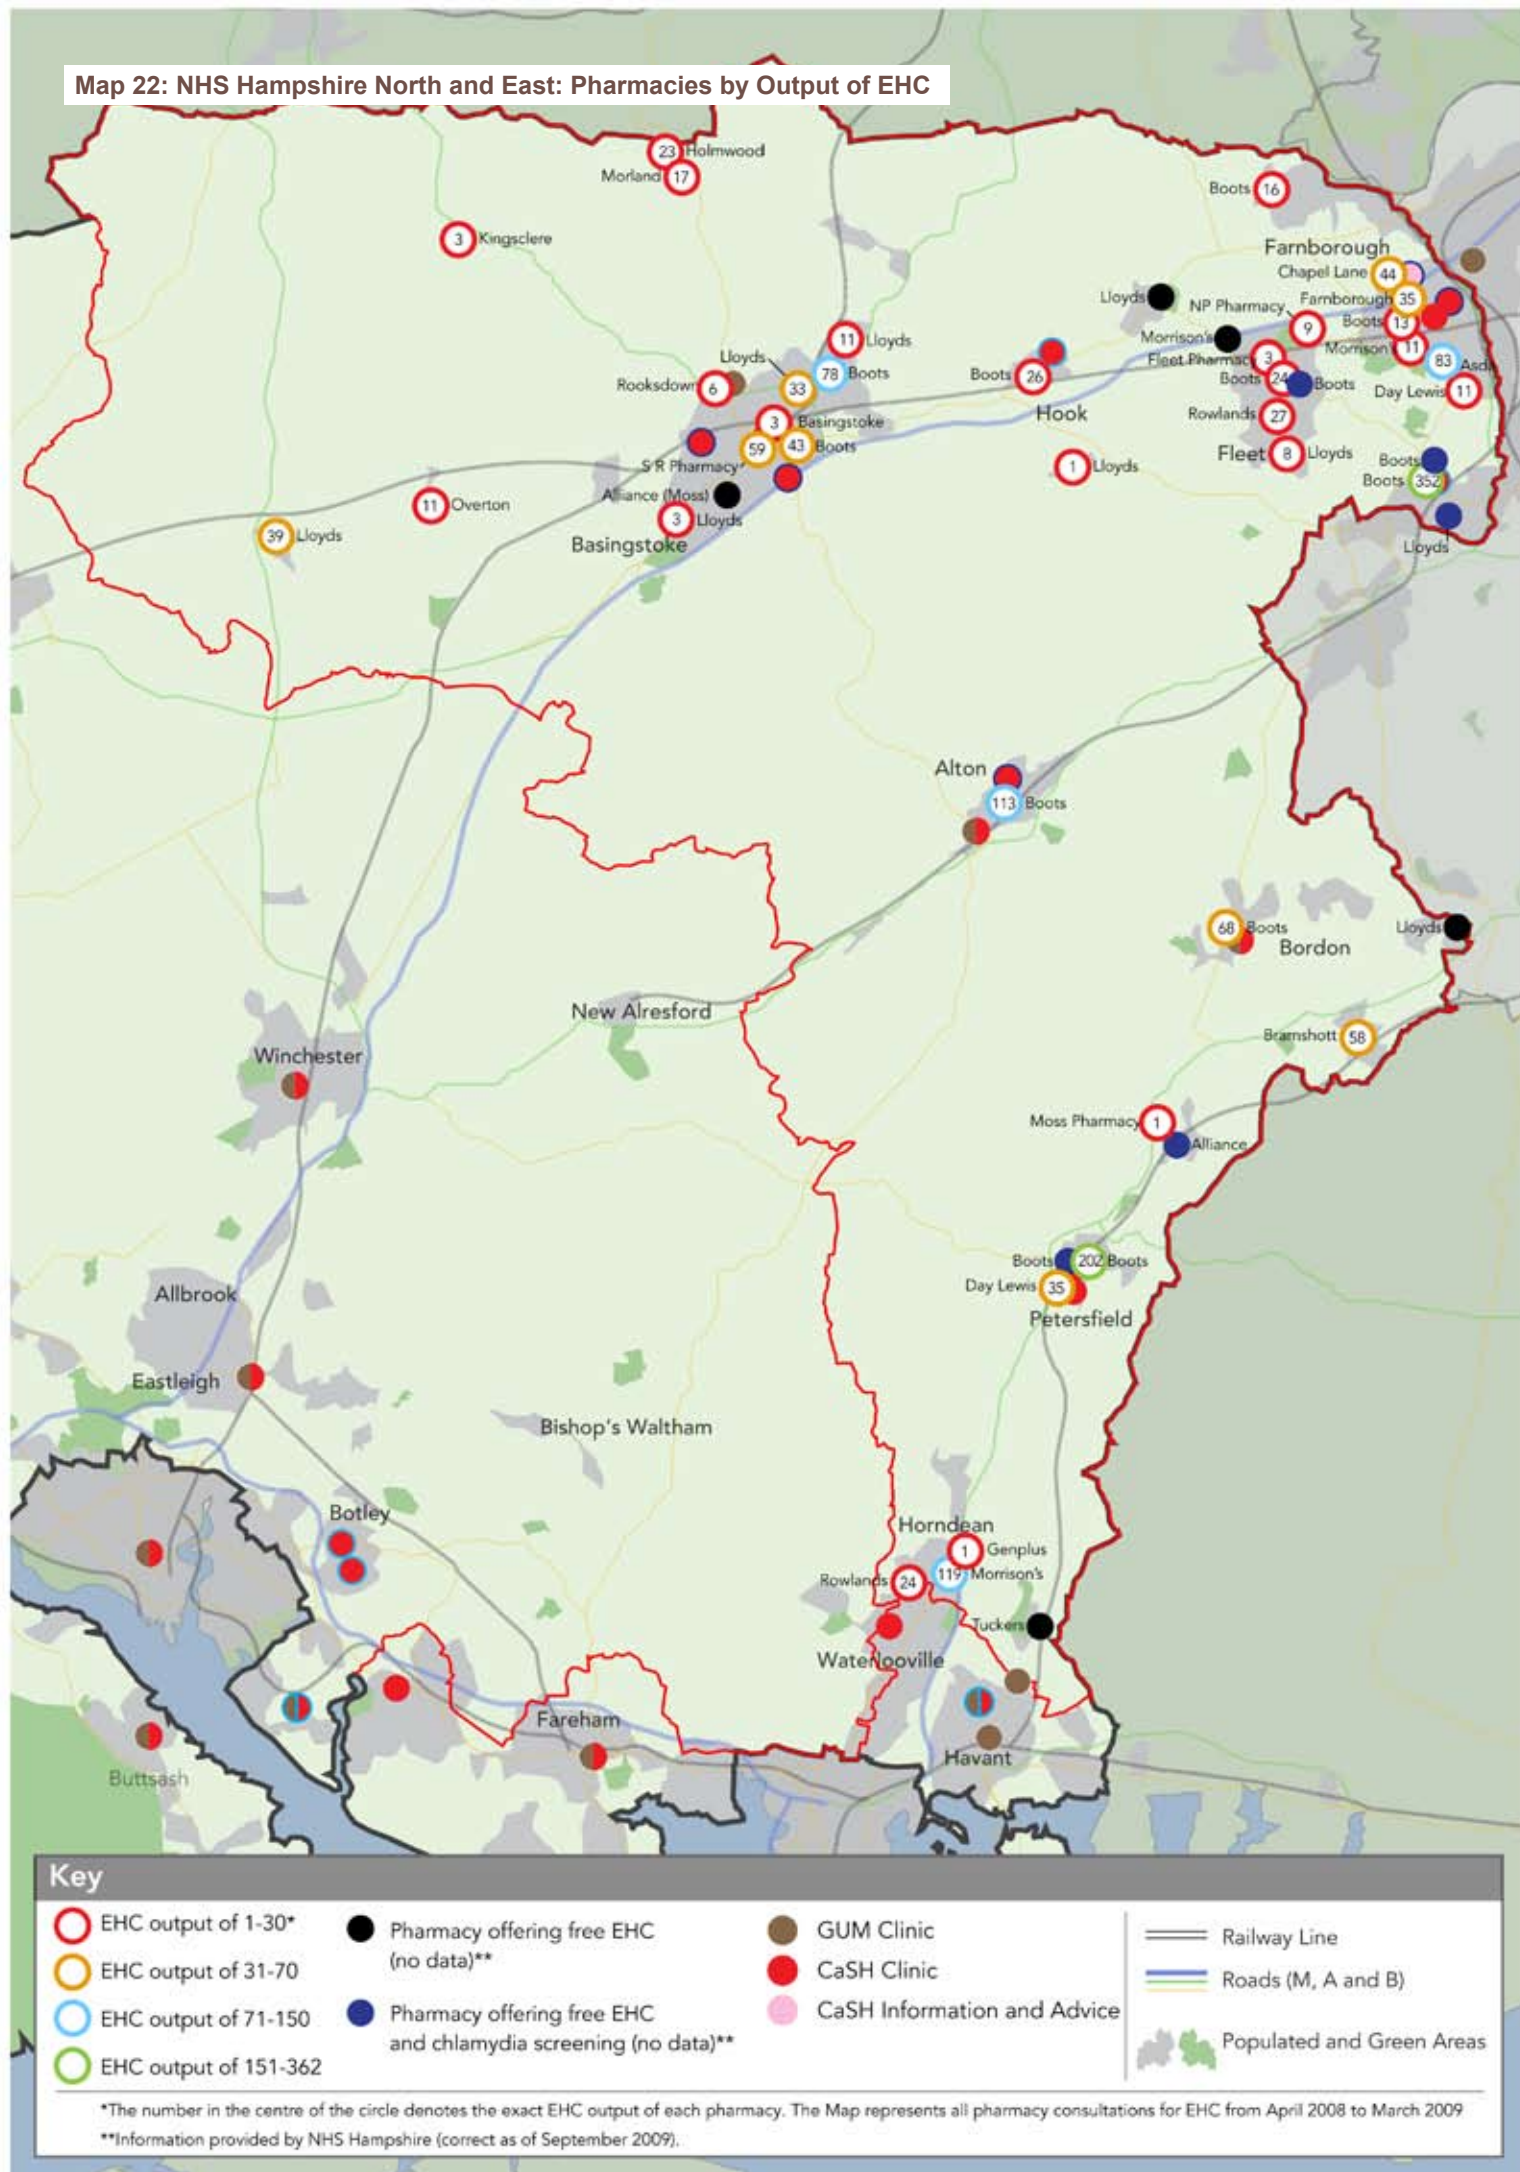 Map 22: NHS Hampshire North and East: Pharmacies by Output of EHC
23 Holmwood
Morland 17
Boots 16
3 Kingsclere
Farnborough
Chapel Lane 44
Lloyds
NP Pharmacy
Farnborough 35
9
Boots 13
11 Lloyds
Morrison's
Morrison' 11
Lloyds
Fleet Pharmacy 3
83 Asda
78 Boots
Boots 26
Boots 24
Boots
Rooksdown 6
33
Day Lewis 11
Hook
Rowlands 27
3 Basingstoke
59
43 Boots
Fleet 8 Lloyds
Boots
S R Pharmacy
1 Lloyds
Boots 352
Alliance (Moss)
11 Overton
3 Lloyds
39 Lloyds
Basingstoke
Lloyds
Alton
113 Boots
68 Boots
Lloyds
Bordon
New Alresford
Bramshott 58
Winchester
Moss Pharmacy 1
Alliance
Boots
202 Boots
Day Lewis 35
Petersfield
Allbrook
Eastleigh
Bishop's Waltham
Botley
Horndean
1 Genplus
Rowlands 24
119 Morrison's
Tuckers
Waterlooville
Fareham
Havant
Buttsash
Key
EHC output of 1-30*
EHC output of 31-70
EHC output of 71-150
EHC output of 151-362
Pharmacy offering free EHC
(no data)**
Pharmacy offering free EHC
and chlamydia screening (no data)**
GUM Clinic
CaSH Clinic
CaSH Information and Advice
Railway Line
Roads (M, A and B)
Populated and Green Areas
*The number in the centre of the circle denotes the exact EHC output of each pharmacy. The Map represents all pharmacy consultations for EHC from April 2008 to March 2009
**Information provided by NHS Hampshire (correct as of September 2009).